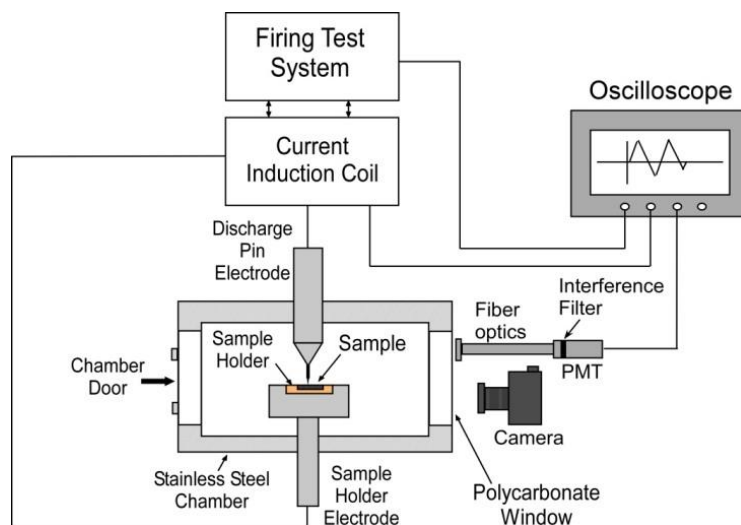 Firing Test
System
Oscilloscope
Current
Induction Coil
Discharge
Pin
Electrode
Interference
Filter
Fiber
optics
Sample
Holder
Sample
Chamber
Door
PMT
Camera
Stainless Steel
Chamber
Sample
Holder
Electrode
Polycarbonate
Window